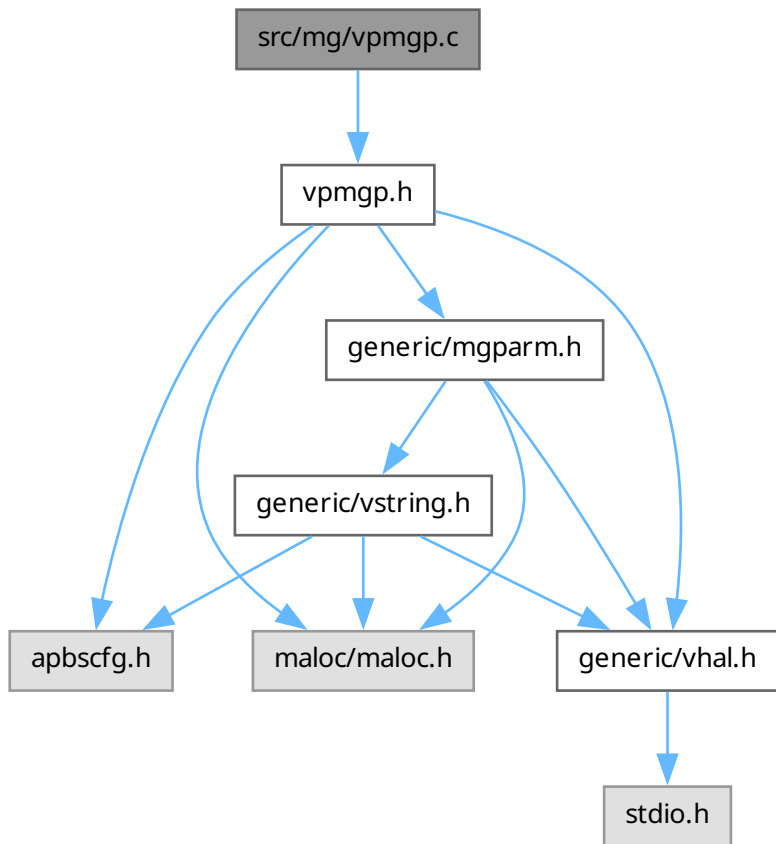 src/mg/vpmgp.c
vpmgp.h
generic/mgparm.h
generic/vstring.h
apbscfg.h
maloc/maloc.h
generic/vhal.h
stdio.h